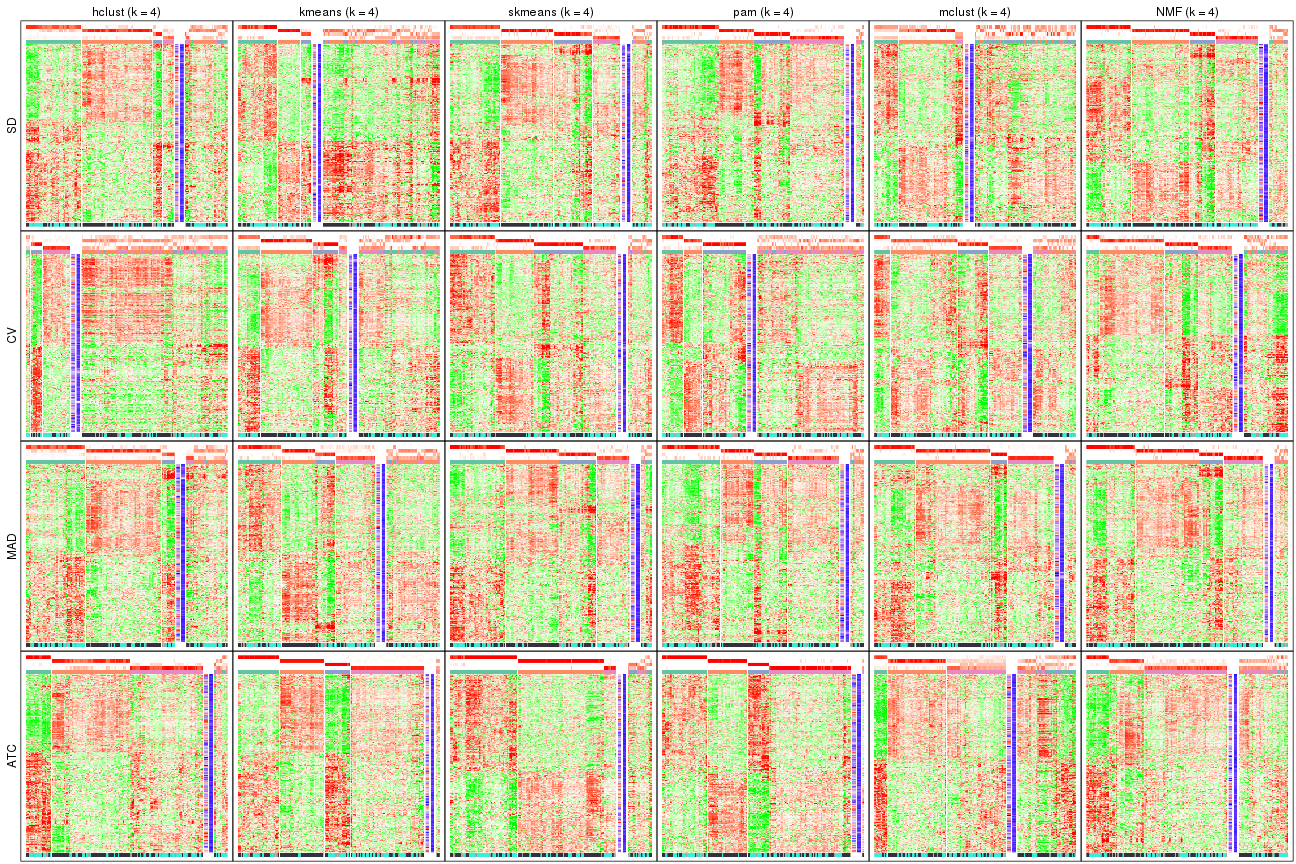 hclust (k = 4) kmeans (k = 4) skmeans (k = 4) pam (k = 4) mclust (k = 4) NMF (k = 4)
SD
CV
MAD
ATC